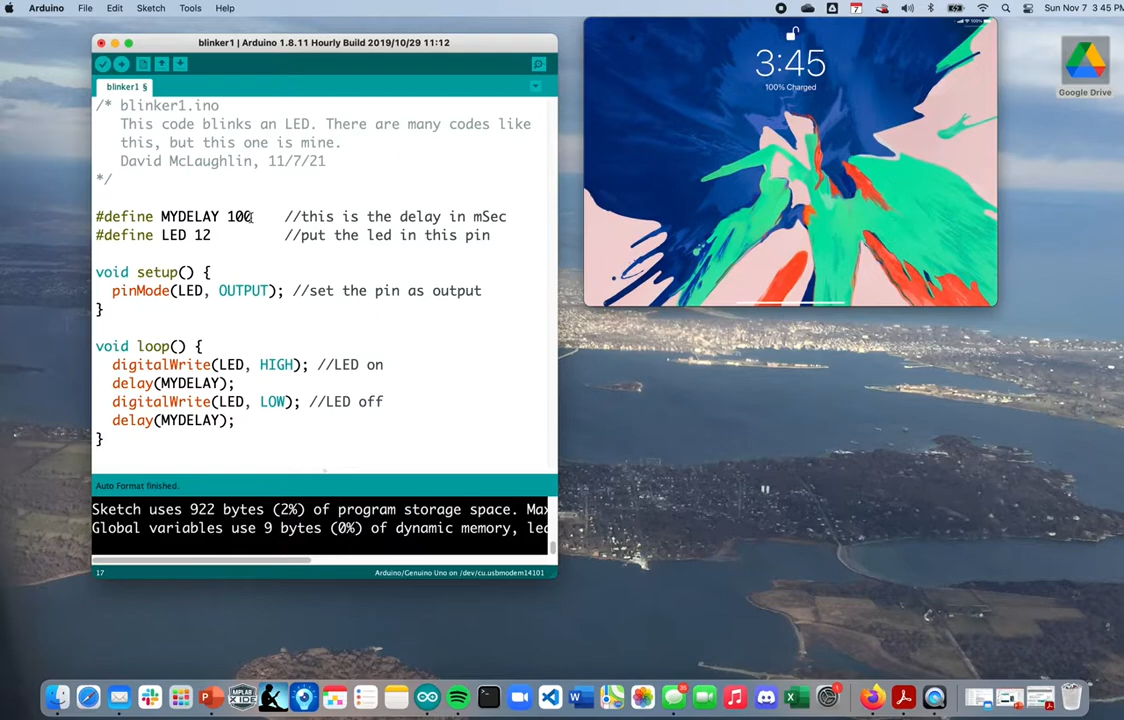 Arduino File Edit Sketch Tools Help
7
Sun Nov 7 3:45 PM
blinker1 | Arduino 1.8.11 Hourly Build 2019/10/29 11:12
blinker1 §
/* blinker1.ino
This code blinks an LED. There are many codes like
this, but this one is mine.
David McLaughlin, 11/7/21
*/
#define MYDELAY 100 //this is the delay in mSec
#define LED 12 //put the led in this pin
void setup() {
pinMode(LED, OUTPUT); //set the pin as output
}
void loop() {
digitalWrite(LED, HIGH); //LED on
delay(MYDELAY);
digitalWrite(LED, LOW); //LED off
delay(MYDELAY);
}
Auto Format finished.
Sketch uses 922 bytes (2%) of program storage space. Max
Global variables use 9 bytes (0%) of dynamic memory, lea
17
Arduino/Genuino Uno on /dev/cu.usbmodem14101
3:45
100% Charged
Google Drive
MPLAB
X IDE